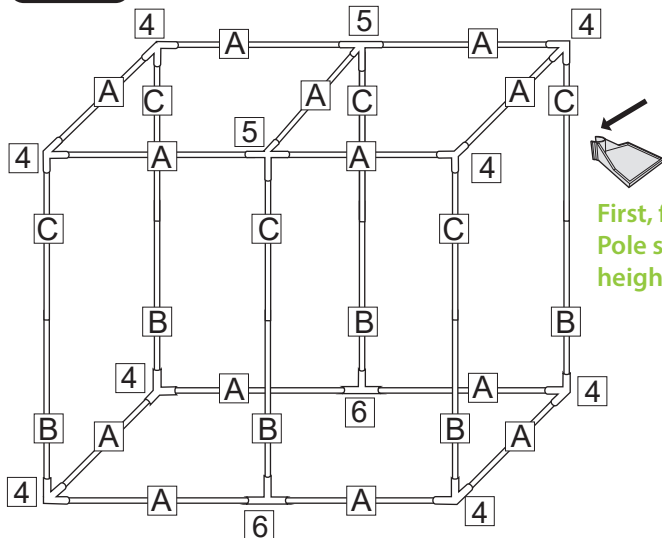 4 5 4
A A
A A A
C C C
5
4 A A 4
C C C
First, f
Pole s
heigh
B B B
4
A A 4
6
B A B A B
4 A A 4
6